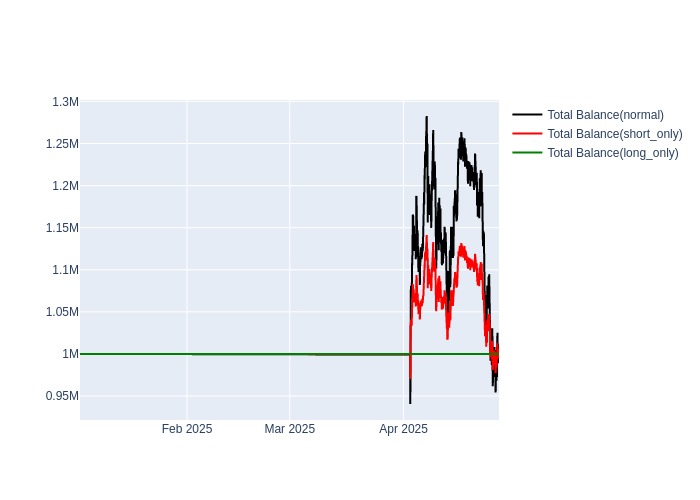 1.3M
1.25M
1.2M
1.15M
1.1M
1.05M
1M
0.95M
Feb 2025
Mar 2025
Apr 2025
Total Balance(normal)
Total Balance(short_only)
Total Balance(long_only)